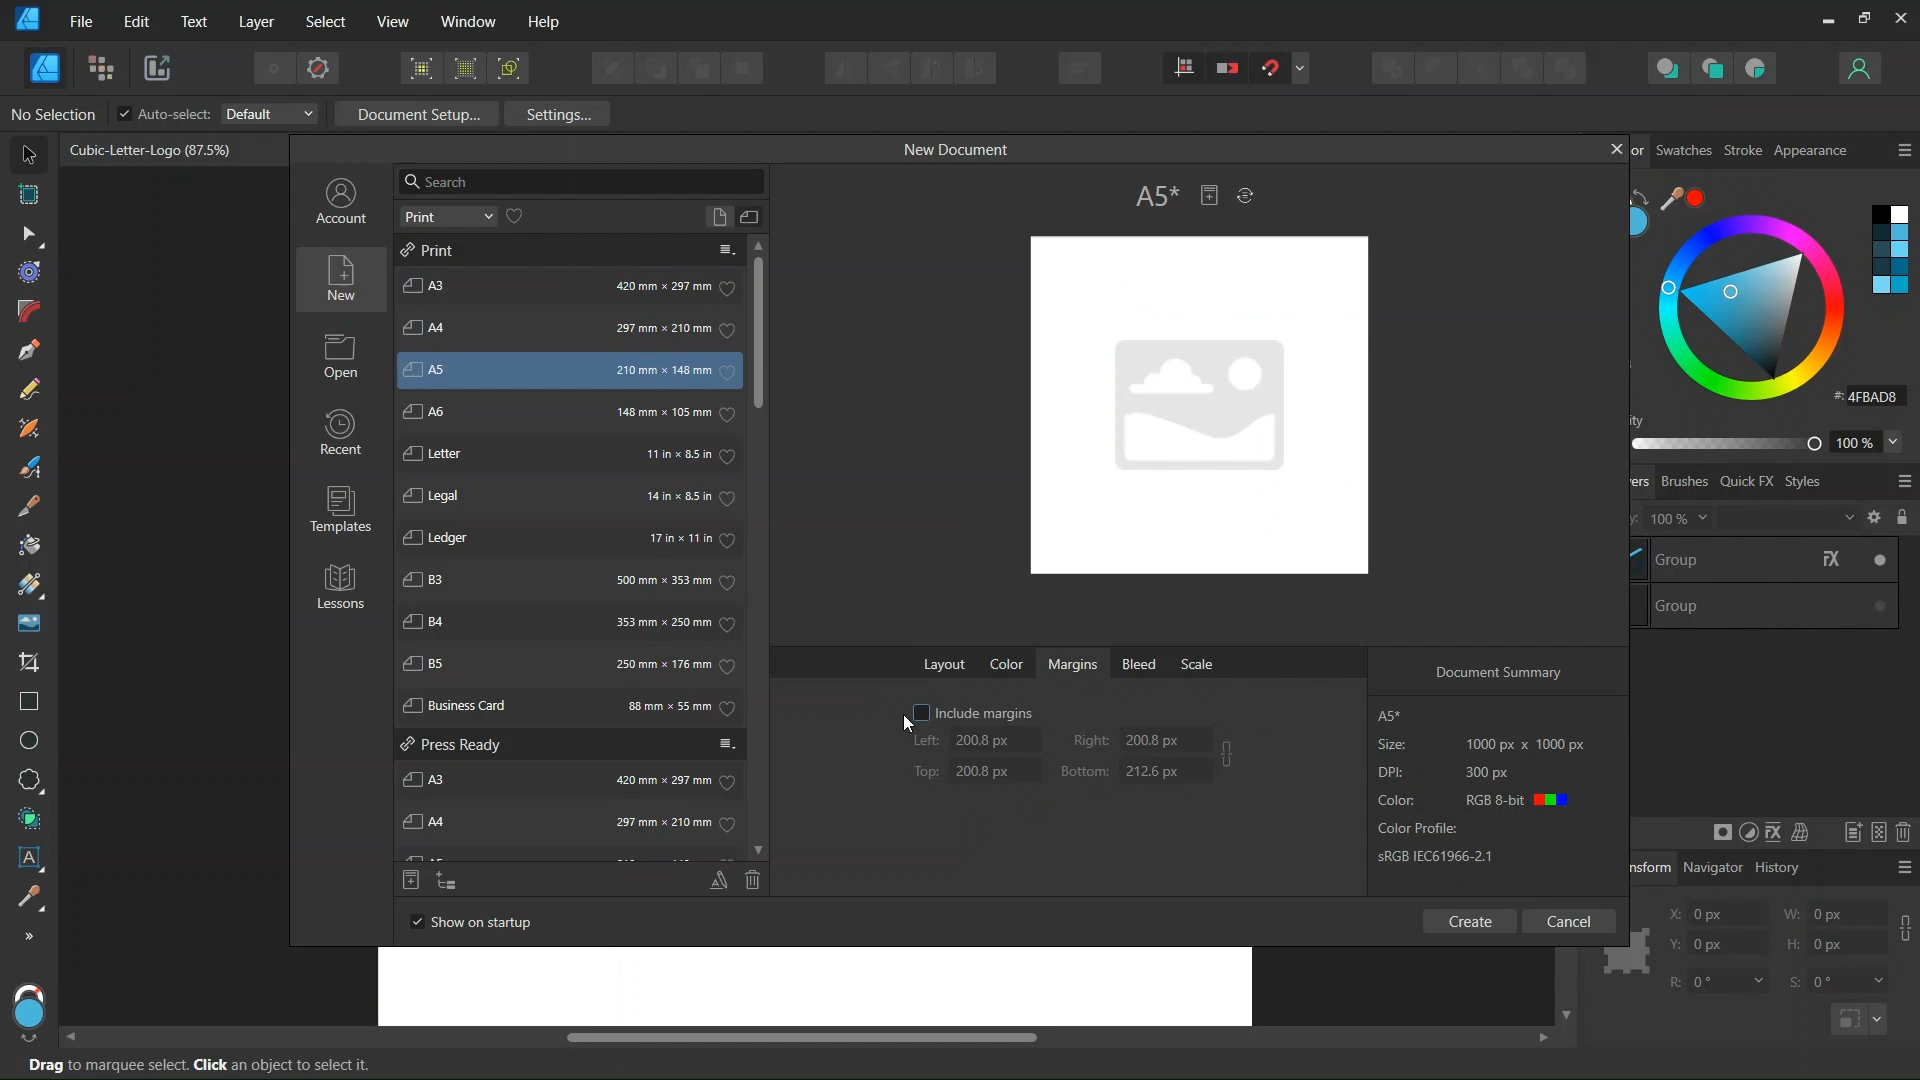 File Edit Text Layer Select View Window Help
No Selection Auto-select: Default Document Setup... Settings...
Cubic-Letter-Logo (87.5%)
New Document
or Swatches Stroke Appearance
Account
New
Open
Recent
Templates
Lessons
Search
Print
Print
A3 420 mm × 297 mm
A4 297 mm × 210 mm
A5 210 mm × 148 mm
A6 148 mm × 105 mm
Letter 11 in × 8.5 in
Legal 14 in × 8.5 in
Ledger 17 in × 11 in
B3 500 mm × 353 mm
B4 353 mm × 250 mm
B5 250 mm × 176 mm
Business Card 88 mm × 55 mm
Press Ready
A3 420 mm × 297 mm
A4 297 mm × 210 mm
Show on startup
A5*
Layout Color Margins Bleed Scale
Include margins
Left: 200.8 px Right: 200.8 px
Top: 200.8 px Bottom: 212.6 px
Document Summary
A5*
Size: 1000 px x 1000 px
DPI: 300 px
Color: RGB 8-bit
Color Profile:
sRGB IEC61966-2.1
Create Cancel
#: 4FBAD8
ity
100 %
ers Brushes Quick FX Styles
y: 100 %
Group
Group
nsform Navigator History
X: 0 px W: 0 px
Y: 0 px H: 0 px
R: 0 ° S: 0 °
Drag to marquee select. Click an object to select it.